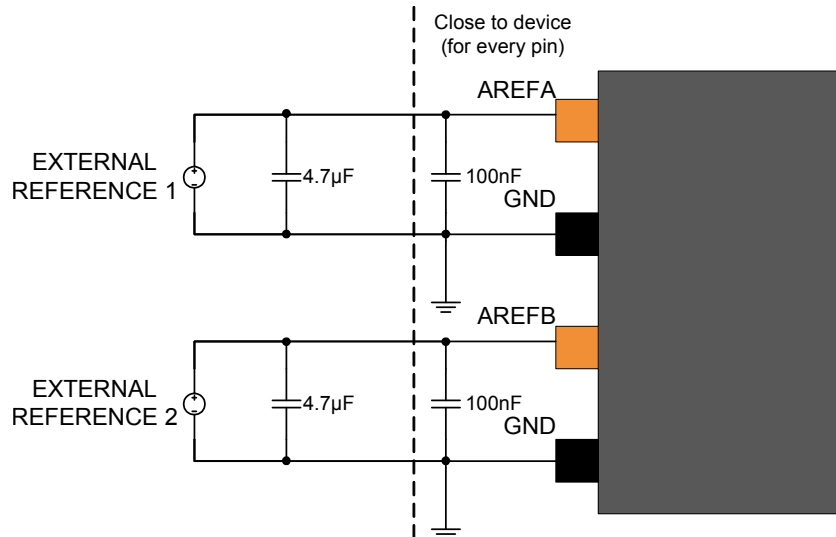 Close to device
(for every pin)
AREFA
EXTERNAL
REFERENCE 1
4.7µF
100nF
GND
AREFB
EXTERNAL
REFERENCE 2
4.7µF
100nF
GND